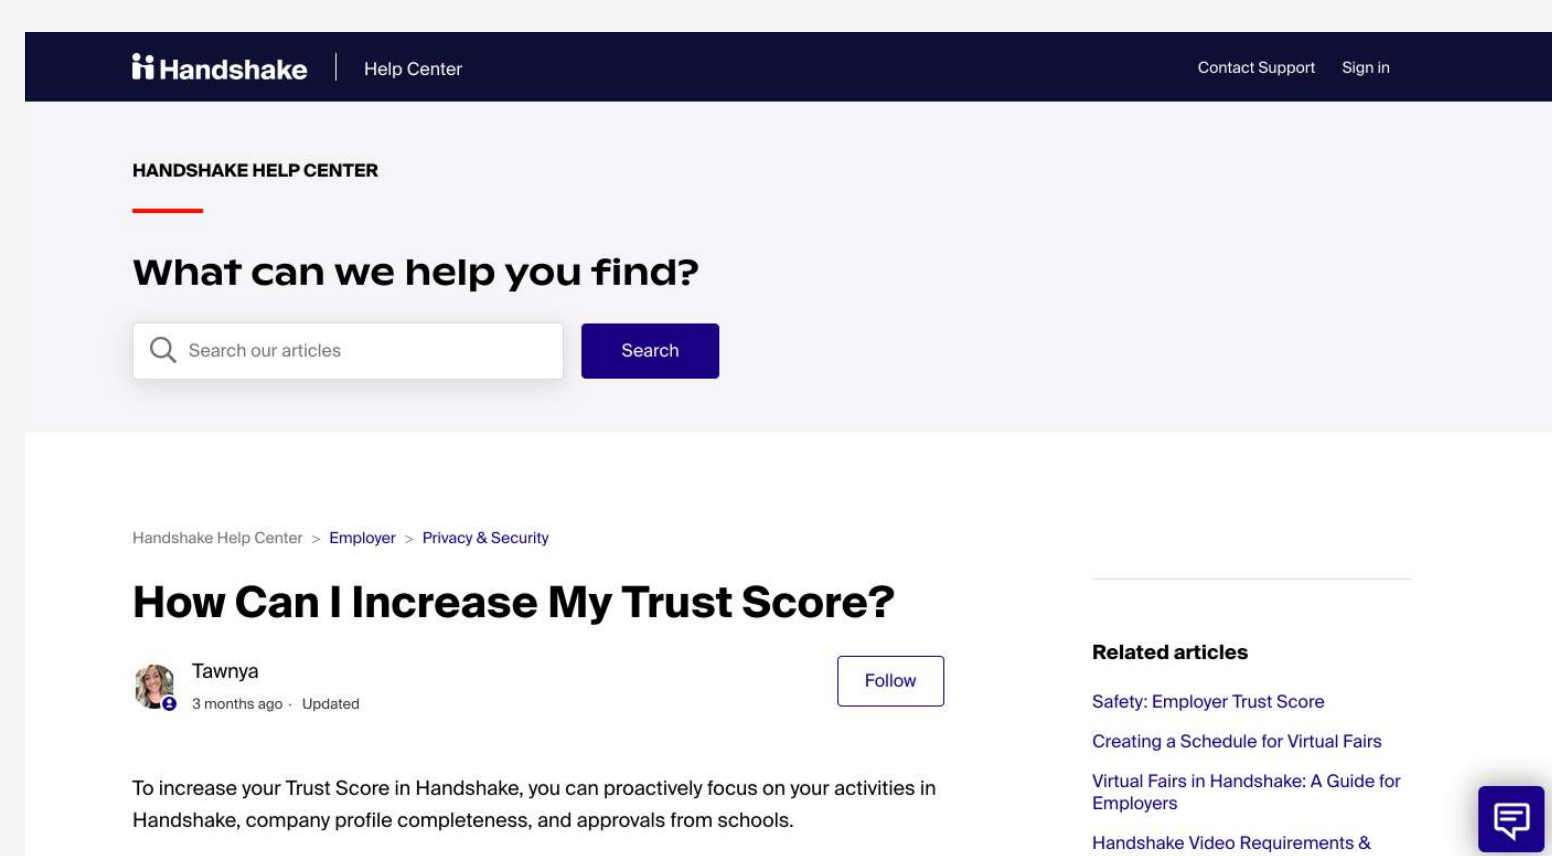 Handshake
Help Center
Contact Support
Sign in
HANDSHAKE HELP CENTER
What can we help you find?
Search our articles
Search
Handshake Help Center > Employer > Privacy & Security
How Can I Increase My Trust Score?
Tawnya
3 months ago · Updated
Follow
To increase your Trust Score in Handshake, you can proactively focus on your activities in
Handshake, company profile completeness, and approvals from schools.
Related articles
Safety: Employer Trust Score
Creating a Schedule for Virtual Fairs
Virtual Fairs in Handshake: A Guide for
Employers
Handshake Video Requirements &